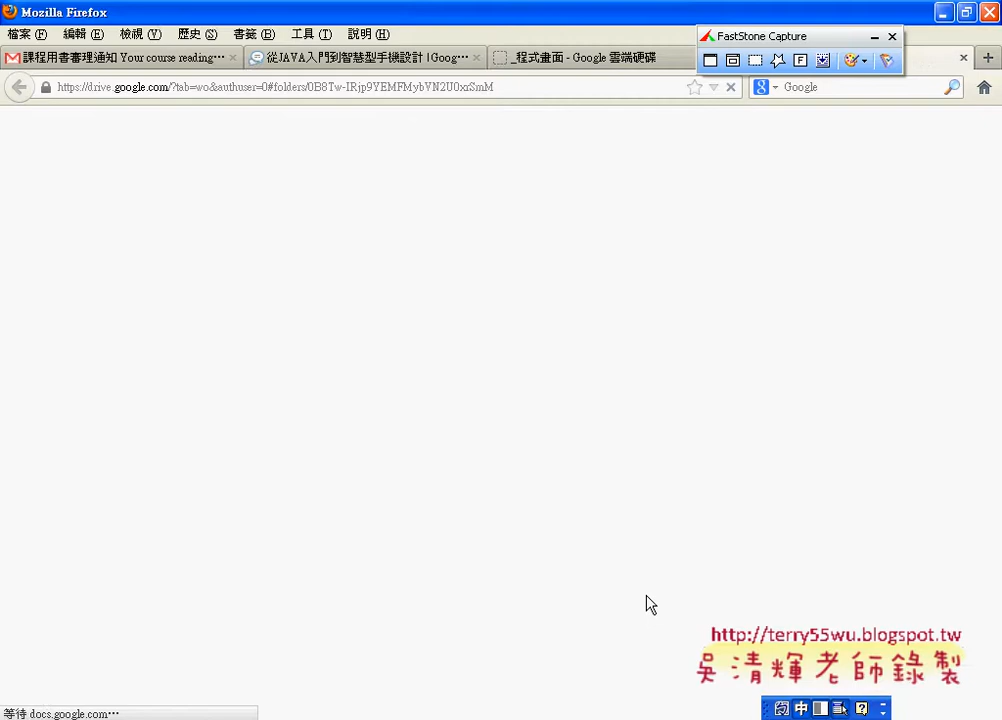 Mozilla Firefox
檔案 (F) 編輯 (E) 檢視 (V) 歷史 (S) 書籤 (B) 工具 (T) 說明 (H)
FastStone Capture
課程用書審理通知 Your course reading…
從JAVA入門到智慧型手機設計 | Goog…
_程式畫面 - Google 雲端硬碟
https://drive.google.com/?tab=wo&authuser=0#folders/0B8Tw-IRjp9YEMFMybVN2U0xrSmM
Google
http://terry55wu.blogspot.tw
吳清輝老師錄製
等待 docs.google.com…
中